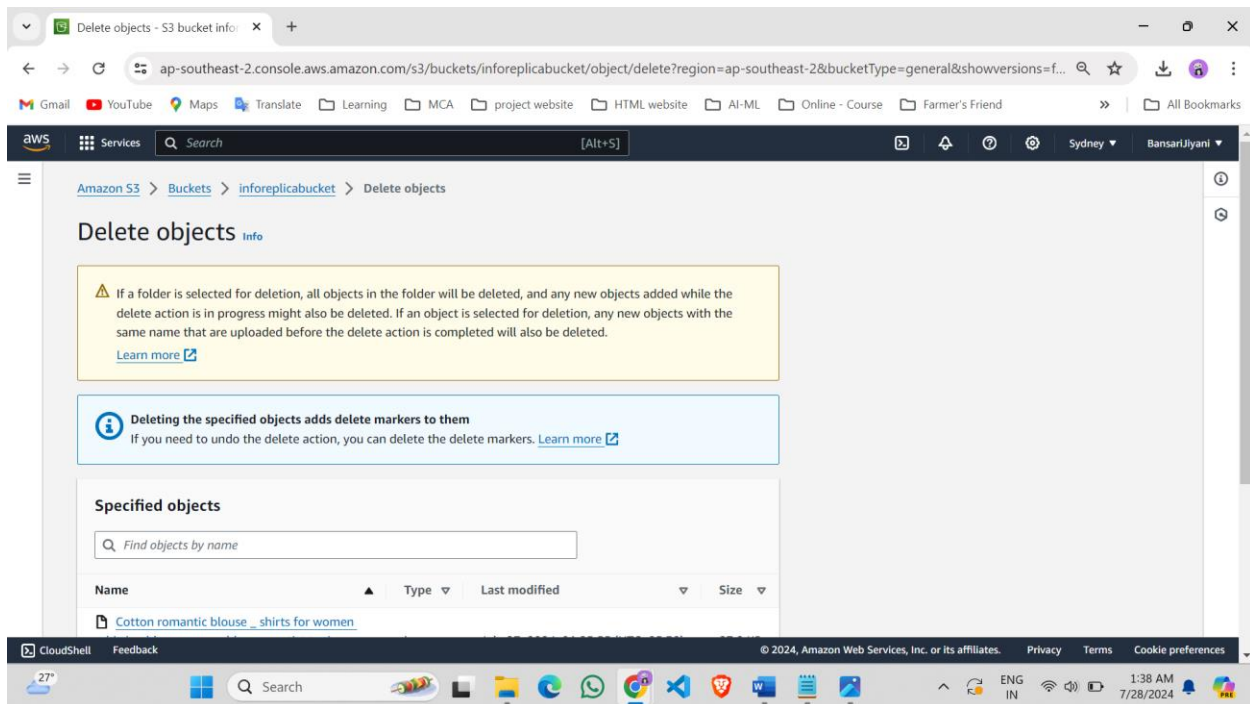 Delete objects - S3 bucket info
ap-southeast-2.console.aws.amazon.com/s3/buckets/inforeplicabucket/object/delete?region=ap-southeast-2&bucketType=general&showversions=f...
Gmail YouTube Maps Translate Learning MCA project website HTML website AI-ML Online - Course Farmer's Friend » All Bookmarks
aws Services Search [Alt+S] Sydney BansariJiyani
Amazon S3 > Buckets > inforeplicabucket > Delete objects
Delete objects Info
If a folder is selected for deletion, all objects in the folder will be deleted, and any new objects added while the
delete action is in progress might also be deleted. If an object is selected for deletion, any new objects with the
same name that are uploaded before the delete action is completed will also be deleted.
Learn more
Deleting the specified objects adds delete markers to them
If you need to undo the delete action, you can delete the delete markers. Learn more
Specified objects
Find objects by name
Name Type Last modified Size
Cotton romantic blouse _ shirts for women
CloudShell Feedback © 2024, Amazon Web Services, Inc. or its affiliates. Privacy Terms Cookie preferences
27° Search ENG 1:38 AM
IN 7/28/2024
PRE